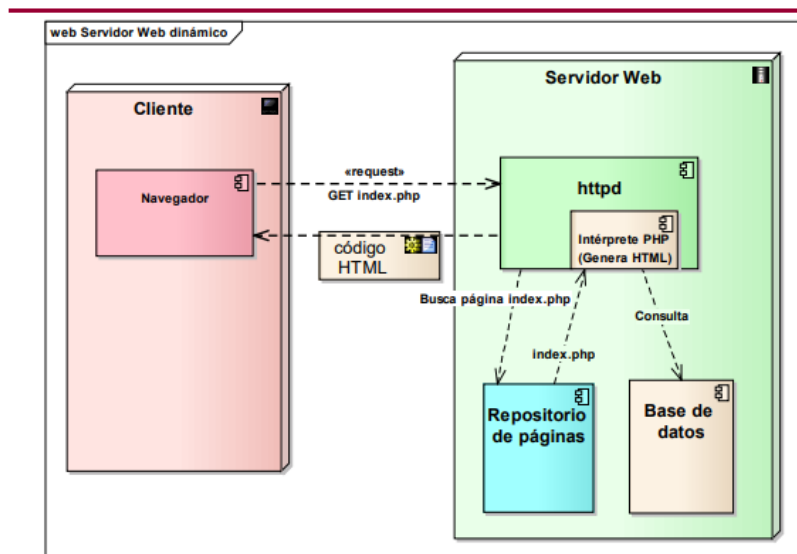 web Servidor Web dinámico
Cliente
Navegador
«request»
GET index.php
código
HTML
Servidor Web
httpd
Intérprete PHP
(Genera HTML)
Busca página index.php
index.php
Consulta
Repositorio
de páginas
Base de
datos